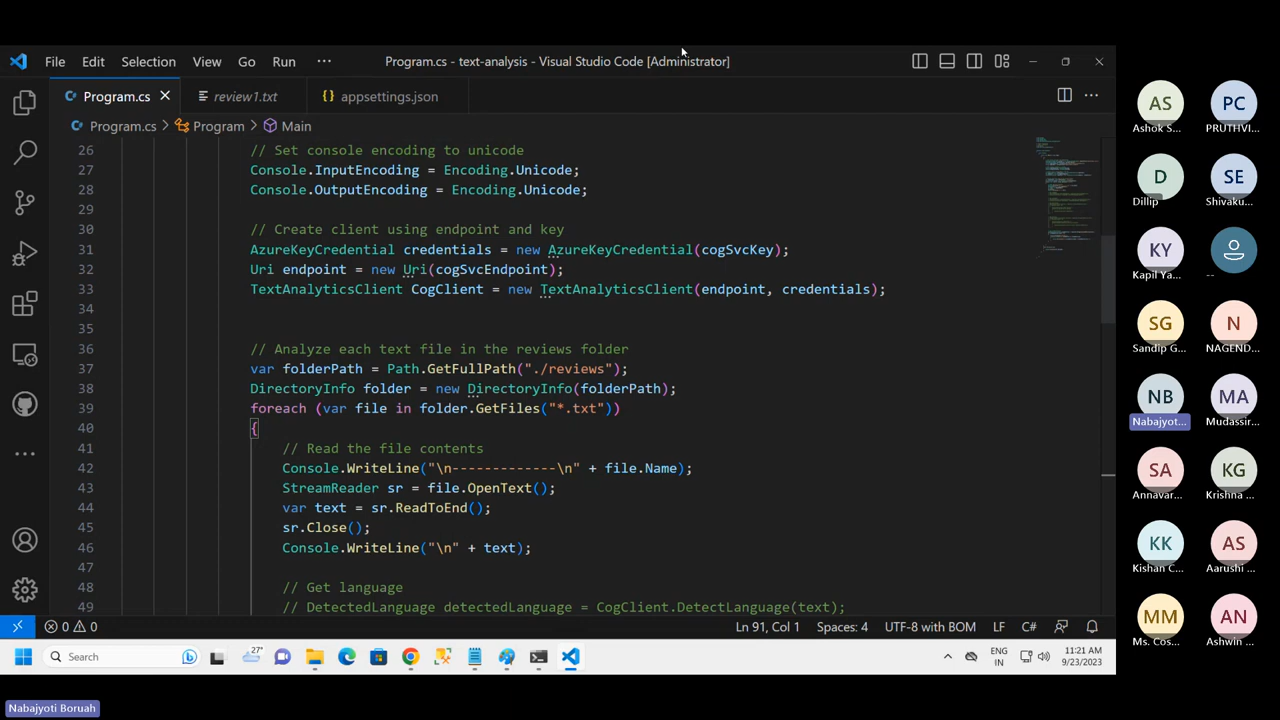 File Edit Selection View Go Run ··· Program.cs - text-analysis - Visual Studio Code [Administrator]
Program.cs review1.txt {} appsettings.json
Program.cs > Program > Main
26 // Set console encoding to unicode
27 Console.InputEncoding = Encoding.Unicode;
28 Console.OutputEncoding = Encoding.Unicode;
29
30 // Create client using endpoint and key
31 AzureKeyCredential credentials = new AzureKeyCredential(cogSvcKey);
32 Uri endpoint = new Uri(cogSvcEndpoint);
33 TextAnalyticsClient CogClient = new TextAnalyticsClient(endpoint, credentials);
34
35
36 // Analyze each text file in the reviews folder
37 var folderPath = Path.GetFullPath("./reviews");
38 DirectoryInfo folder = new DirectoryInfo(folderPath);
39 foreach (var file in folder.GetFiles("*.txt"))
40 {
41 // Read the file contents
42 Console.WriteLine("\n-------------\n" + file.Name);
43 StreamReader sr = file.OpenText();
44 var text = sr.ReadToEnd();
45 sr.Close();
46 Console.WriteLine("\n" + text);
47
48 // Get language
49 // DetectedLanguage detectedLanguage = CogClient.DetectLanguage(text);
0 0 Ln 91, Col 1 Spaces: 4 UTF-8 with BOM LF C#
Search 27° ENG IN 11:21 AM 9/23/2023
AS PC
Ashok S... PRUTHVI...
D SE
Dillip Shivaku...
KY
Kapil Ya... --
SG N
Sandip G... NAGEND...
NB MA
Nabajyot... Mudassir...
SA KG
Annavar... Krishna ...
KK AS
Kishan C... Aarushi ...
MM AN
Ms. Cos... Ashwin ...
Nabajyoti Boruah